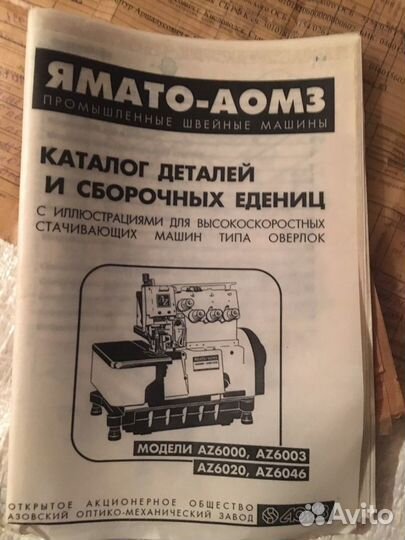 ЯМАТО-АОМЗ
ПРОМЫШЛЕННЫЕ ШВЕЙНЫЕ МАШИНЫ
КАТАЛОГ ДЕТАЛЕЙ
И СБОРОЧНЫХ ЕДЕНИЦ
С ИЛЛЮСТРАЦИЯМИ ДЛЯ ВЫСОКОСКОРОСТНЫХ
СТАЧИВАЮЩИХ МАШИН ТИПА ОВЕРЛОК
МОДЕЛИ AZ6000, AZ6003
AZ6020, AZ6046
ОТКРЫТОЕ АКЦИОНЕРНОЕ ОБЩЕСТВО
АЗОВСКИЙ ОПТИКО-МЕХАНИЧЕСКИЙ ЗАВОД
Avito